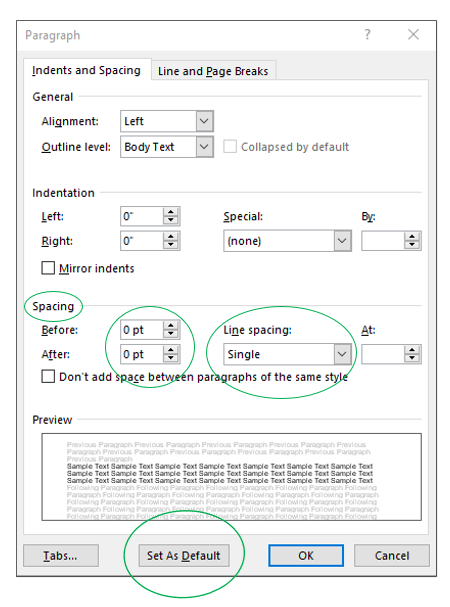 Paragraph ? ×
Indents and Spacing Line and Page Breaks
General
Alignment: Left
Outline level: Body Text Collapsed by default
Indentation
Left: 0" Special: By:
Right: 0" (none)
Mirror indents
Spacing
Before: 0 pt Line spacing: At:
After: 0 pt Single
Don't add space between paragraphs of the same style
Preview
Previous Paragraph Previous Paragraph Previous Paragraph Previous Paragraph Previous
Paragraph Previous Paragraph Previous Paragraph Previous Paragraph Previous Paragraph
Previous Paragraph
Sample Text Sample Text Sample Text Sample Text Sample Text Sample Text Sample Text
Sample Text Sample Text Sample Text Sample Text Sample Text Sample Text Sample Text
Sample Text Sample Text Sample Text Sample Text Sample Text Sample Text Sample Text
Following Paragraph Following Paragraph Following Paragraph Following Paragraph Following
Paragraph Following Paragraph Following Paragraph Following Paragraph Following Paragraph
Following Paragraph Following Paragraph Following Paragraph Following Paragraph Following
Paragraph Following Paragraph Following Paragraph Following Paragraph Following Paragraph
Following Paragraph Following Paragraph Following Paragraph Following Paragraph Following
Tabs... Set As Default OK Cancel